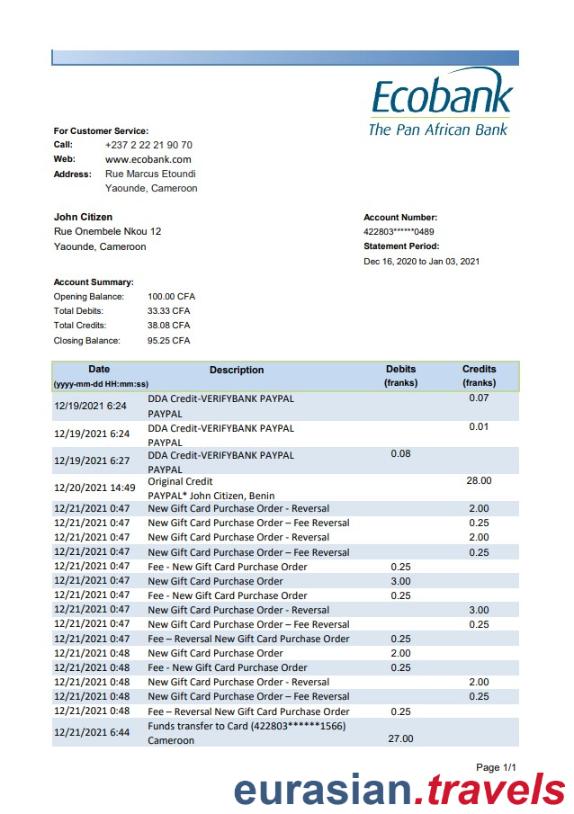 Ecobank
The Pan African Bank
For Customer Service:
Call: +237 2 22 21 90 70
Web: www.ecobank.com
Address: Rue Marcus Etoundi
Yaounde, Cameroon
John Citizen
Rue Onembele Nkou 12
Yaounde, Cameroon
Account Number:
422803******0489
Statement Period:
Dec 16, 2020 to Jan 03, 2021
Account Summary:
Opening Balance: 100.00 CFA
Total Debits: 33.33 CFA
Total Credits: 38.08 CFA
Closing Balance: 95.25 CFA
Date Description Debits Credits
(yyyy-mm-dd HH:mm:ss) (franks) (franks)
12/19/2021 6:24 DDA Credit-VERIFYBANK PAYPAL 0.07
PAYPAL
12/19/2021 6:24 DDA Credit-VERIFYBANK PAYPAL 0.01
PAYPAL
12/19/2021 6:27 DDA Credit-VERIFYBANK PAYPAL 0.08
PAYPAL
12/20/2021 14:49 Original Credit 28.00
PAYPAL* John Citizen, Benin
12/21/2021 0:47 New Gift Card Purchase Order - Reversal 2.00
12/21/2021 0:47 New Gift Card Purchase Order – Fee Reversal 0.25
12/21/2021 0:47 New Gift Card Purchase Order - Reversal 2.00
12/21/2021 0:47 New Gift Card Purchase Order – Fee Reversal 0.25
12/21/2021 0:47 Fee - New Gift Card Purchase Order 0.25
12/21/2021 0:47 New Gift Card Purchase Order 3.00
12/21/2021 0:47 Fee - New Gift Card Purchase Order 0.25
12/21/2021 0:47 New Gift Card Purchase Order - Reversal 3.00
12/21/2021 0:47 New Gift Card Purchase Order – Fee Reversal 0.25
12/21/2021 0:47 Fee – Reversal New Gift Card Purchase Order 0.25
12/21/2021 0:48 New Gift Card Purchase Order 2.00
12/21/2021 0:48 Fee - New Gift Card Purchase Order 0.25
12/21/2021 0:48 New Gift Card Purchase Order - Reversal 2.00
12/21/2021 0:48 New Gift Card Purchase Order – Fee Reversal 0.25
12/21/2021 0:48 Fee – Reversal New Gift Card Purchase Order 0.25
12/21/2021 6:44 Funds transfer to Card (422803******1566)
Cameroon 27.00
Page 1/1
eurasian.travels